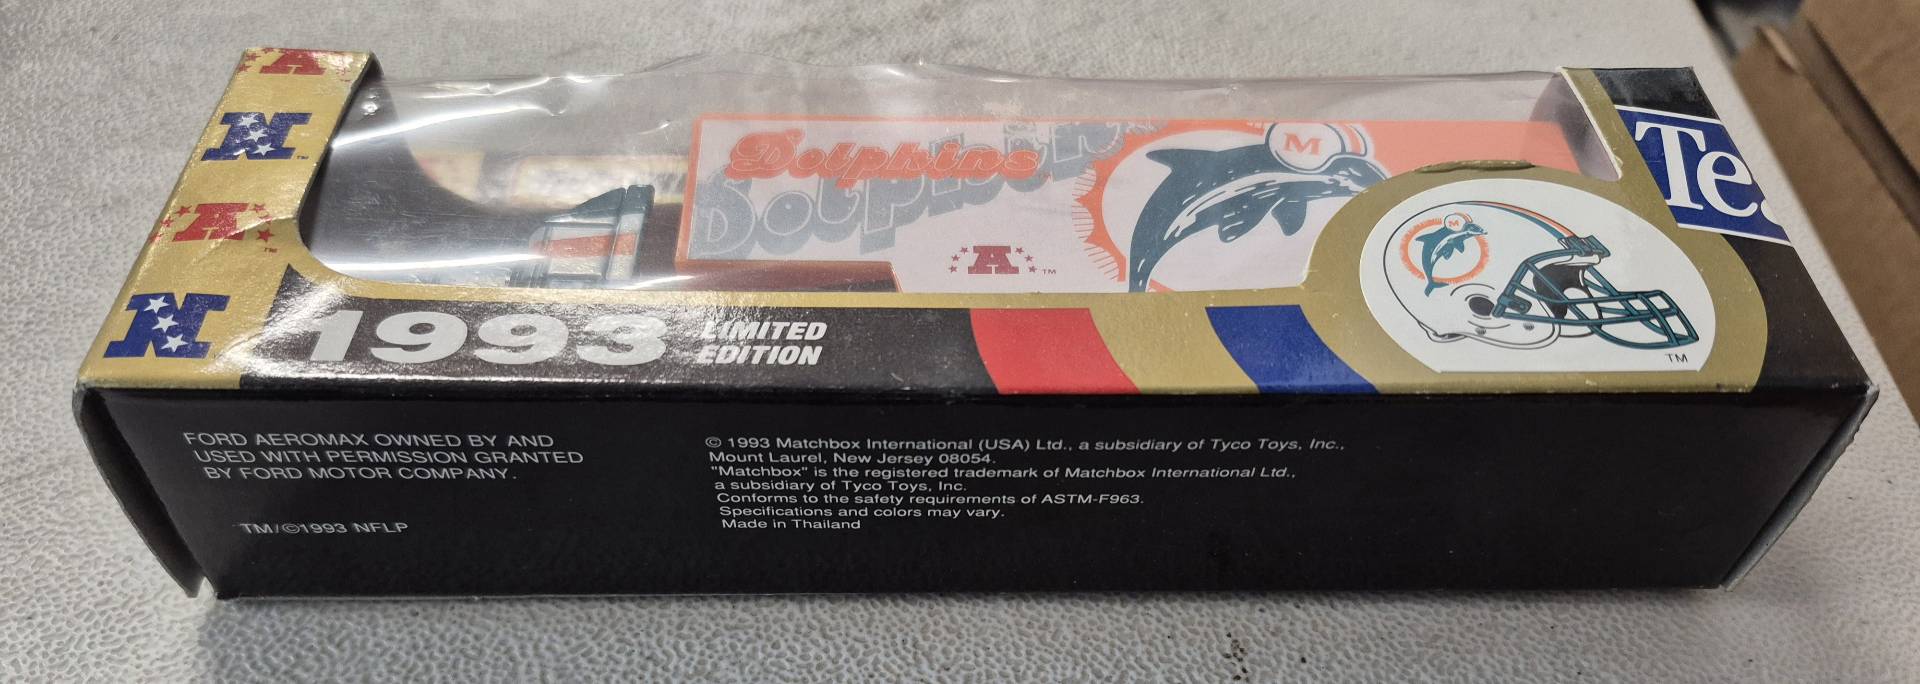 A
N™
A™
N
Dolphins
Dolphins
M
A™
Te
M
TM
1993
LIMITED
EDITION
FORD AEROMAX OWNED BY AND
USED WITH PERMISSION GRANTED
BY FORD MOTOR COMPANY.
TM/©1993 NFLP
© 1993 Matchbox International (USA) Ltd., a subsidiary of Tyco Toys, Inc.,
Mount Laurel, New Jersey 08054.
"Matchbox" is the registered trademark of Matchbox International Ltd.,
a subsidiary of Tyco Toys, Inc.
Conforms to the safety requirements of ASTM-F963.
Specifications and colors may vary.
Made in Thailand